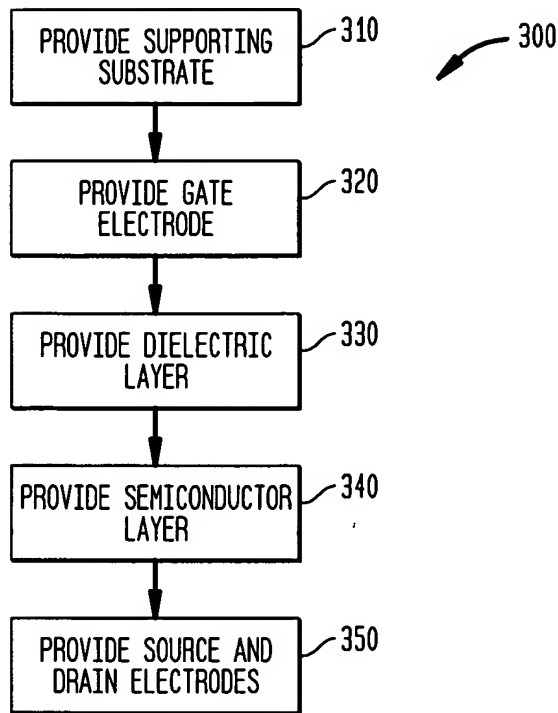 PROVIDE SUPPORTING
SUBSTRATE
310
300
PROVIDE GATE
ELECTRODE
320
PROVIDE DIELECTRIC
LAYER
330
PROVIDE SEMICONDUCTOR
LAYER
340
PROVIDE SOURCE AND
DRAIN ELECTRODES
350